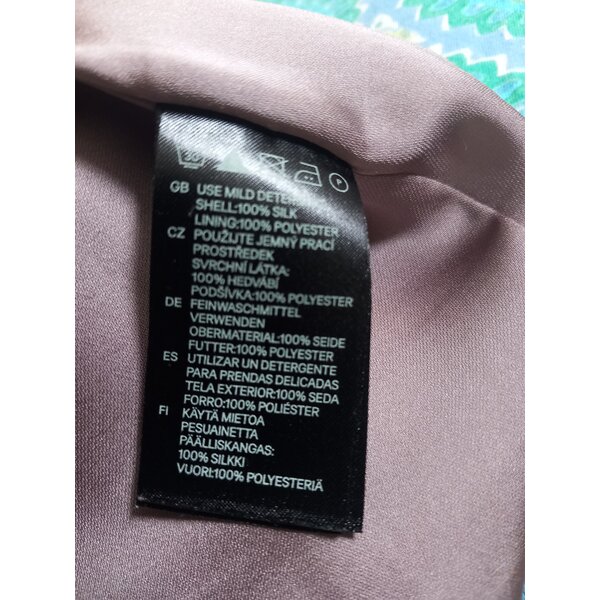 30
P
GB USE MILD
SHELL:100% SILK
LINING:100% POLYESTER
CZ POUŽIJTE JEMNÝ PRACÍ
PROSTŘEDEK
SVRCHNÍ LÁTKA:
100% HEDVÁBÍ
PODŠÍVKA:100% POLYESTER
DE FEINWASCHMITTEL
VERWENDEN
OBERMATERIAL:100% SEIDE
FUTTER:100% POLYESTER
ES UTILIZAR UN DETERGENTE
PARA PRENDAS DELICADAS
TELA EXTERIOR:100% SEDA
FORRO:100% POLIÉSTER
FI KÄYTÄ MIETOA
PESUAINETTA
PÄÄLLISKANGAS:
100% SILKKI
VUORI:100% POLYESTERIÄ